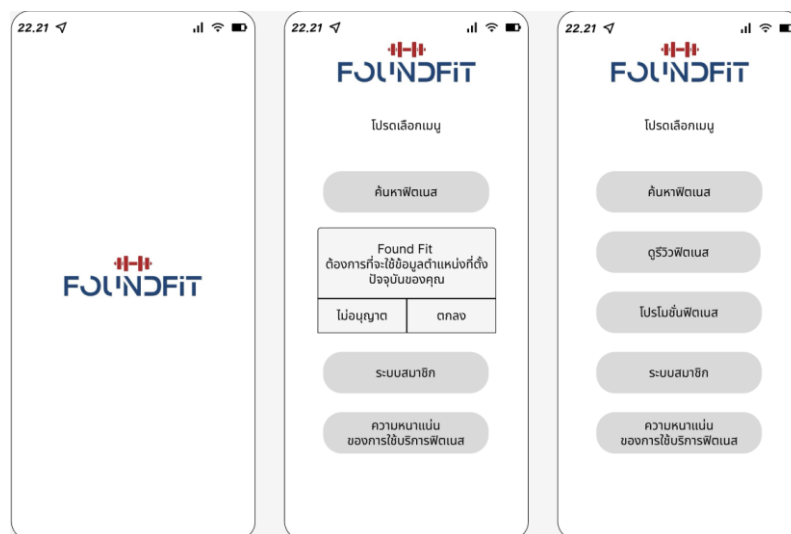 22.21
FOUNDFiT
22.21
FOUNDFiT
โปรดเลือกเมนู
ค้นหาฟิตเนส
Found Fit
ต้องการที่จะใช้ข้อมูลตำแหน่งที่ตั้ง
ปัจจุบันของคุณ
ไม่อนุญาต
ตกลง
ระบบสมาชิก
ความหนาแน่น
ของการใช้บริการฟิตเนส
22.21
FOUNDFiT
โปรดเลือกเมนู
ค้นหาฟิตเนส
ดูรีวิวฟิตเนส
โปรโมชั่นฟิตเนส
ระบบสมาชิก
ความหนาแน่น
ของการใช้บริการฟิตเนส